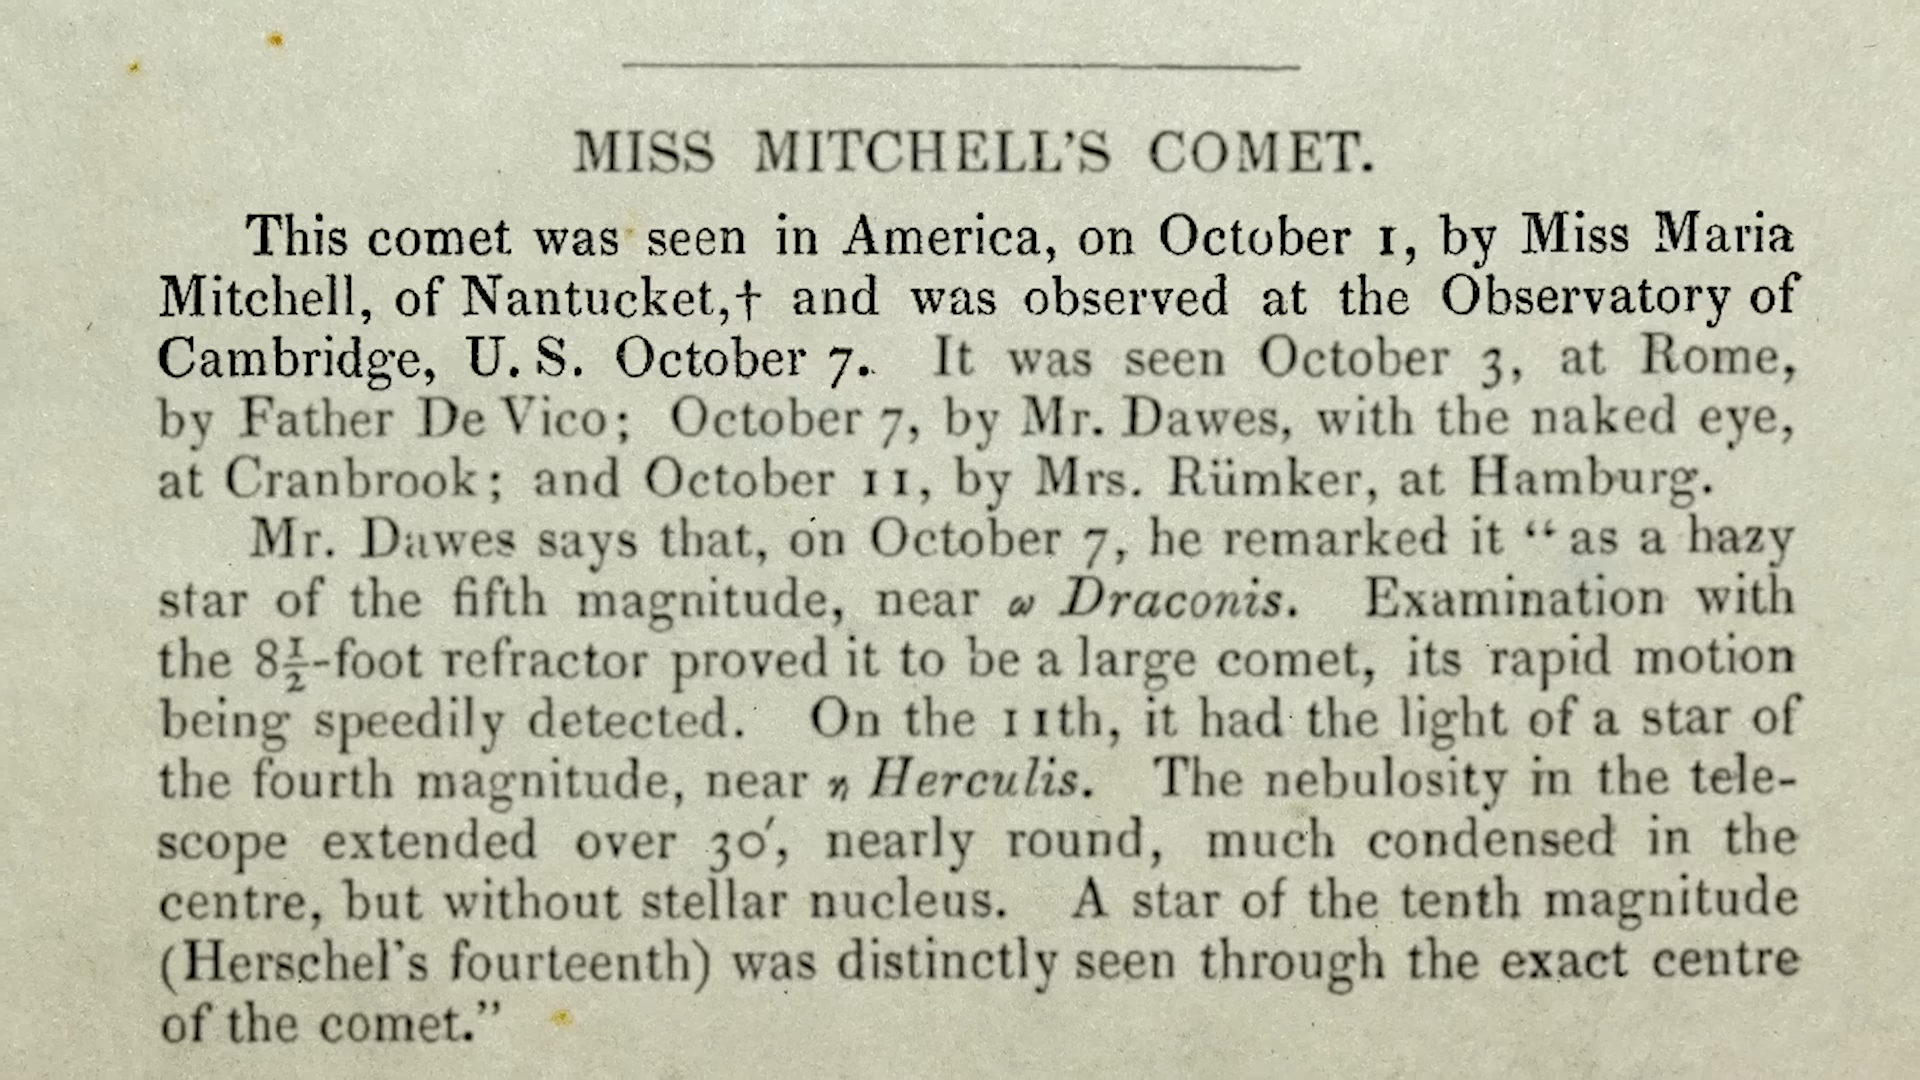 MISS MITCHELL'S COMET.
This comet was seen in America, on October 1, by Miss Maria
Mitchell, of Nantucket,† and was observed at the Observatory of
Cambridge, U. S. October 7. It was seen October 3, at Rome,
by Father De Vico; October 7, by Mr. Dawes, with the naked eye,
at Cranbrook; and October 11, by Mrs. Rümker, at Hamburg.
Mr. Dawes says that, on October 7, he remarked it “as a hazy
star of the fifth magnitude, near ω Draconis. Examination with
the 8½-foot refractor proved it to be a large comet, its rapid motion
being speedily detected. On the 11th, it had the light of a star of
the fourth magnitude, near η Herculis. The nebulosity in the tele-
scope extended over 30′, nearly round, much condensed in the
centre, but without stellar nucleus. A star of the tenth magnitude
(Herschel's fourteenth) was distinctly seen through the exact centre
of the comet.”